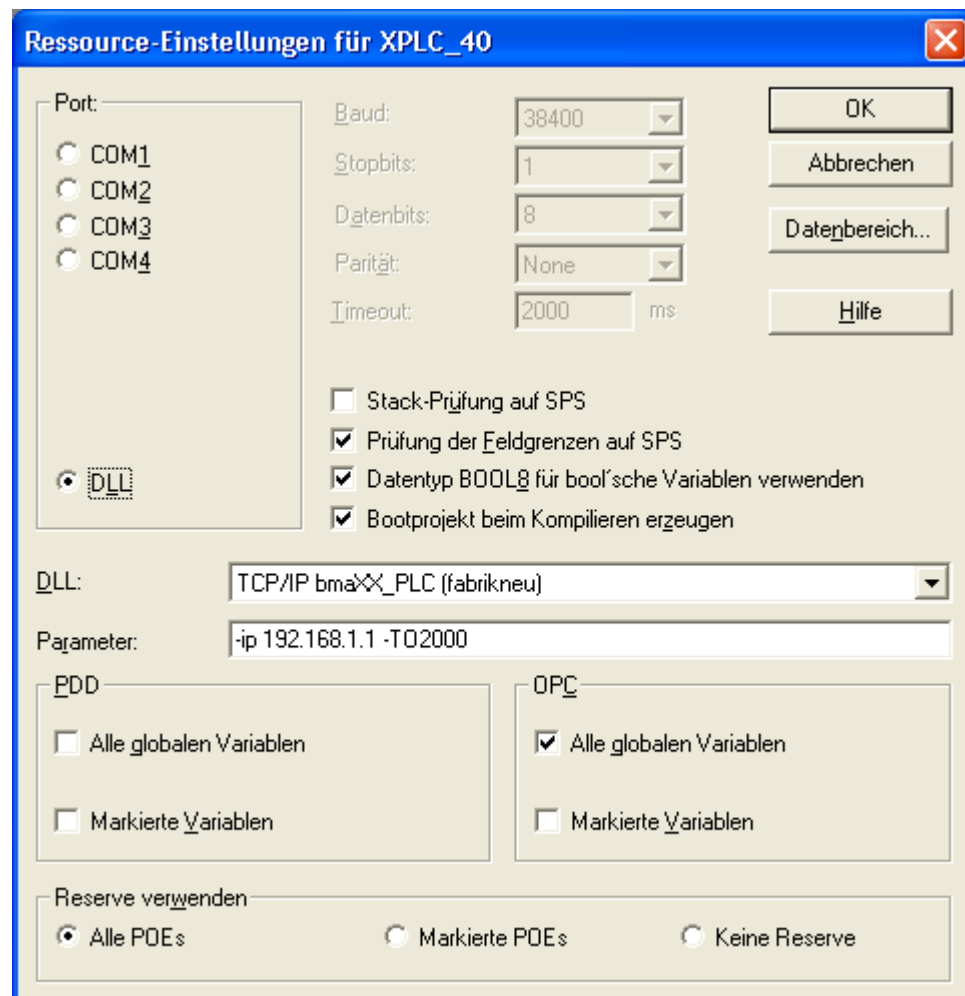 Ressource-Einstellungen für XPLC_40
Port:
COM1
COM2
COM3
COM4
DLL
Baud: 38400
Stopbits: 1
Datenbits: 8
Parität: None
Timeout: 2000 ms
OK
Abbrechen
Datenbereich...
Hilfe
Stack-Prüfung auf SPS
Prüfung der Feldgrenzen auf SPS
Datentyp BOOL8 für bool´sche Variablen verwenden
Bootprojekt beim Kompilieren erzeugen
DLL: TCP/IP bmaXX_PLC (fabrikneu)
Parameter: -ip 192.168.1.1 -TO2000
PDD
Alle globalen Variablen
Markierte Variablen
OPC
Alle globalen Variablen
Markierte Variablen
Reserve verwenden
Alle POEs Markierte POEs Keine Reserve